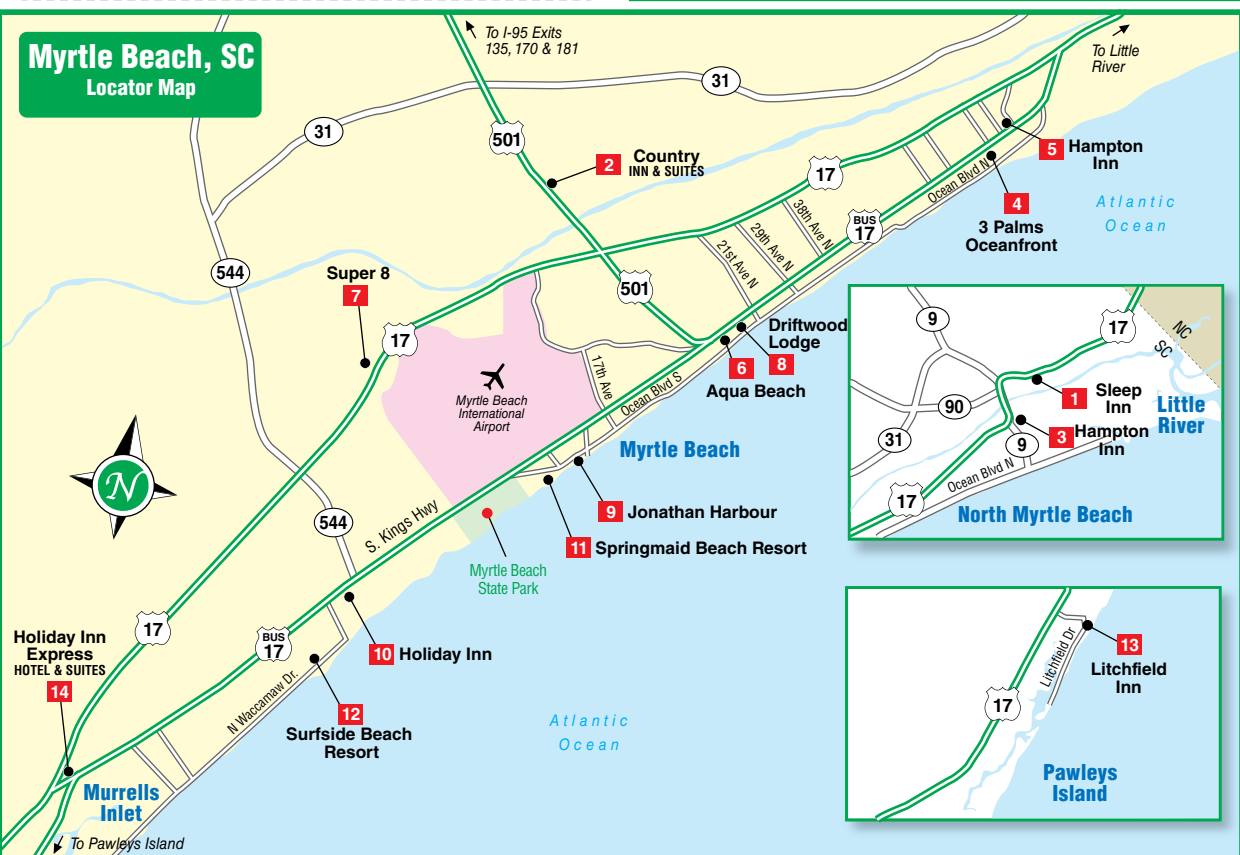 Myrtle Beach, SC
Locator Map
To I-95 Exits
135, 170 & 181
To Little
River
31
31
501
2
Country
INN & SUITES
17
5
Hampton
Inn
Ocean Blvd N
4
3 Palms
Oceanfront
Atlantic
Ocean
BUS
17
38th Ave N
29th Ave N
21st Ave N
544
Super 8
7
501
17
Driftwood
Lodge
8
6
Aqua Beach
Myrtle Beach
International
Airport
17th Ave
Ocean Blvd S
Myrtle Beach
N
S. Kings Hwy
544
9
Jonathan Harbour
11
Springmaid Beach Resort
Myrtle Beach
State Park
17
BUS
17
10
Holiday Inn
Holiday Inn
Express
HOTEL & SUITES
14
N Waccamaw Dr.
12
Surfside Beach
Resort
Atlantic
Ocean
Murrells
Inlet
To Pawleys Island
9
17
NC
SC
90
1
Sleep
Inn
Little
River
31
3
Hampton
Inn
9
Ocean Blvd N
17
North Myrtle Beach
13
Litchfield
Inn
Litchfield Dr
17
Pawleys
Island